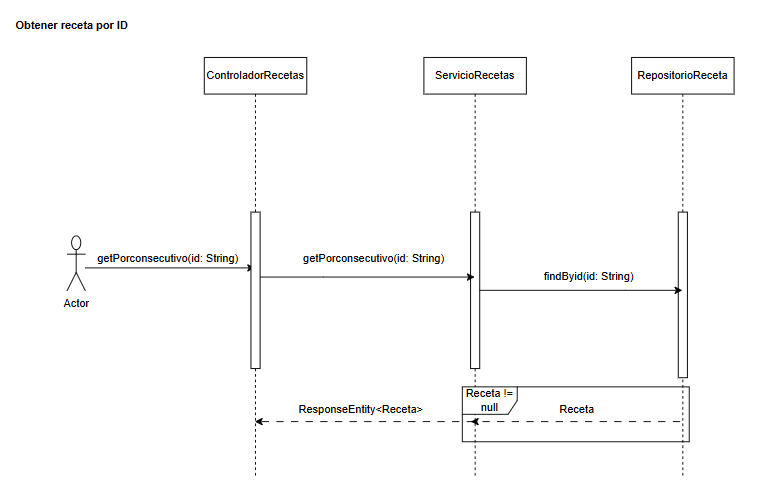 Obtener receta por ID
ControladorRecetas
ServicioRecetas
RepositorioReceta
getPorconsecutivo(id: String)
getPorconsecutivo(id: String)
findByid(id: String)
Actor
Receta !=
null
ResponseEntity<Receta>
Receta